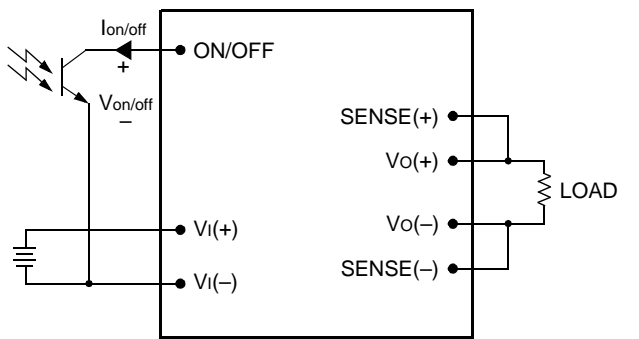 Ion/off
ON/OFF
+
Von/off
–
SENSE(+)
VO(+)
LOAD
VI(+)
VO(–)
SENSE(–)
VI(–)